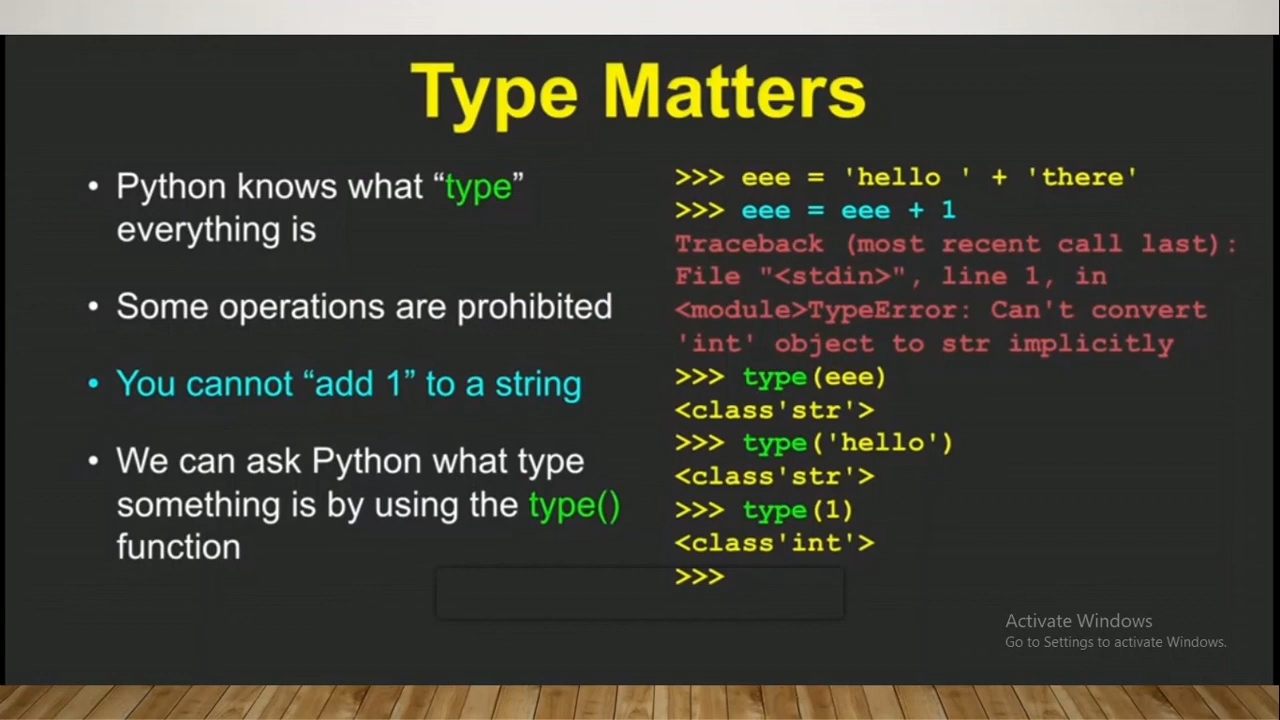 Type Matters
• Python knows what “type”
everything is
• Some operations are prohibited
• You cannot “add 1” to a string
• We can ask Python what type
something is by using the type()
function
>>> eee = 'hello ' + 'there'
>>> eee = eee + 1
Traceback (most recent call last):
File "<stdin>", line 1, in
<module>TypeError: Can't convert
'int' object to str implicitly
>>> type(eee)
<class'str'>
>>> type('hello')
<class'str'>
>>> type(1)
<class'int'>
>>>
Activate Windows
Go to Settings to activate Windows.